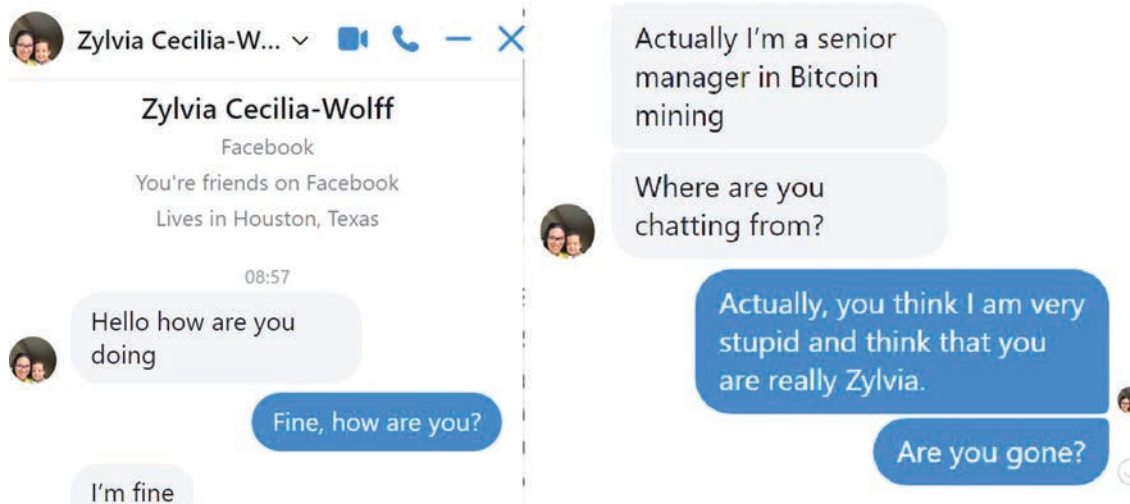 Zylvia Cecilia-W...
Zylvia Cecilia-Wolff
Facebook
You're friends on Facebook
Lives in Houston, Texas
08:57
Hello how are you
doing
Fine, how are you?
I'm fine
Actually I'm a senior
manager in Bitcoin
mining
Where are you
chatting from?
Actually, you think I am very
stupid and think that you
are really Zylvia.
Are you gone?